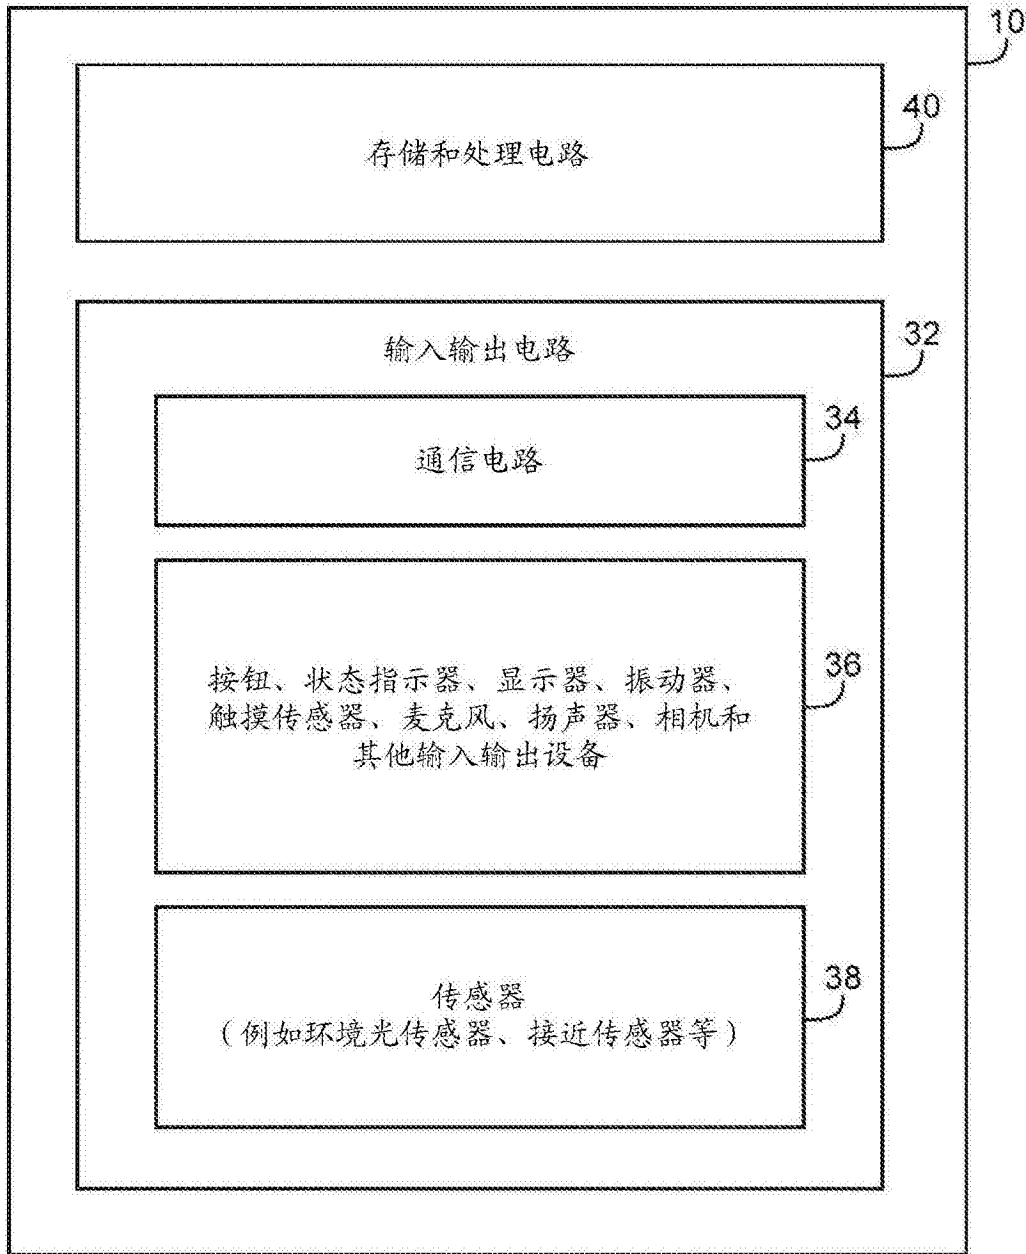 10
40
存储和处理电路
32
输入输出电路
34
通信电路
36
按钮、状态指示器、显示器、振动器、
触摸传感器、麦克风、扬声器、相机和
其他输入输出设备
38
传感器
（例如环境光传感器、接近传感器等）